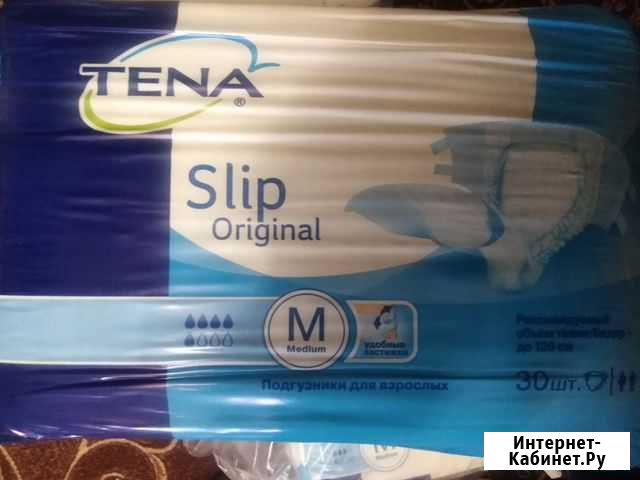 TENA®
Slip
Original
M
Medium
удобные
застежки
Подгузники для взрослых
Рекомендуемый
объем талии/бедер -
до 120 см
30шт.
M
Интернет-
Кабинет.Ру